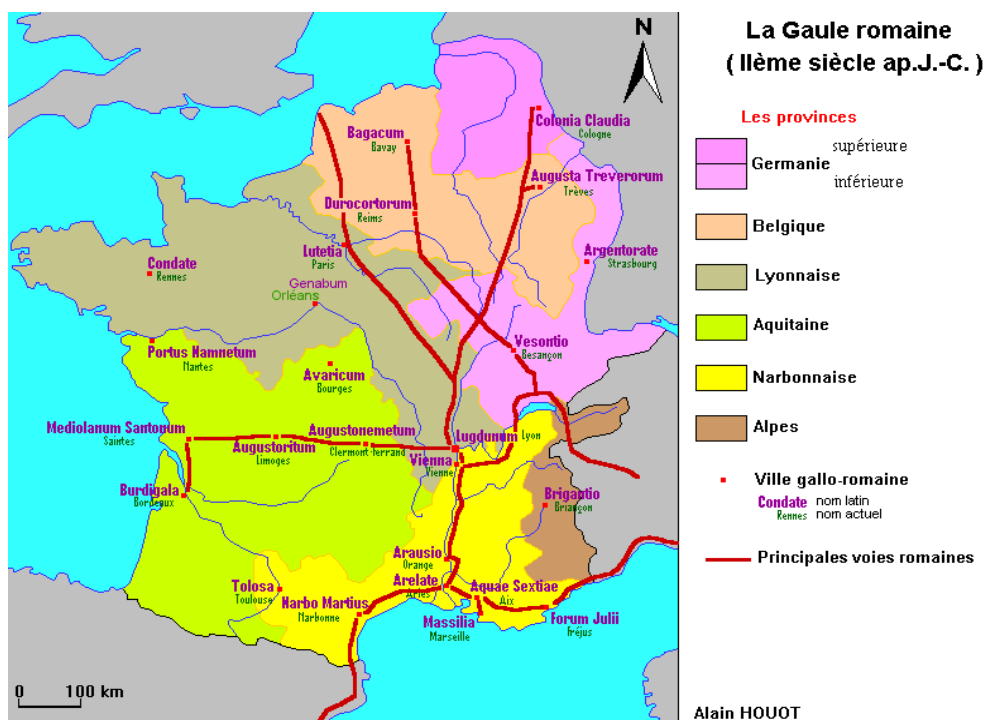 La Gaule romaine
( IIème siècle ap.J.-C. )
Les provinces
supérieure
Germanie
inférieure
Belgique
Lyonnaise
Aquitaine
Narbonnaise
Alpes
Ville gallo-romaine
Condate nom latin
Rennes nom actuel
Principales voies romaines
Alain HOUOT
N
Colonia Claudia
Cologne
Bagacum
Bavay
Augusta Treverorum
Trèves
Durocortorum
Reims
Lutetia
Paris
Argentorate
Strasbourg
Condate
Rennes
Genabum
Orléans
Portus Namnetum
Nantes
Vesontio
Besançon
Avaricum
Bourges
Mediolanum Santonum
Saintes
Augustonemetum
Clermont-ferrand
Augustoritum
Limoges
Lugdunum Lyon
Vienna
Vienne
Burdigala
Bordeaux
Brigantio
Briançon
Arausio
Orange
Tolosa
Toulouse
Arelate
Arles
Aquae Sextiae
Aix
Narbo Martius
Narbonne
Massilia
Marseille
Forum Julii
Fréjus
0 100 km